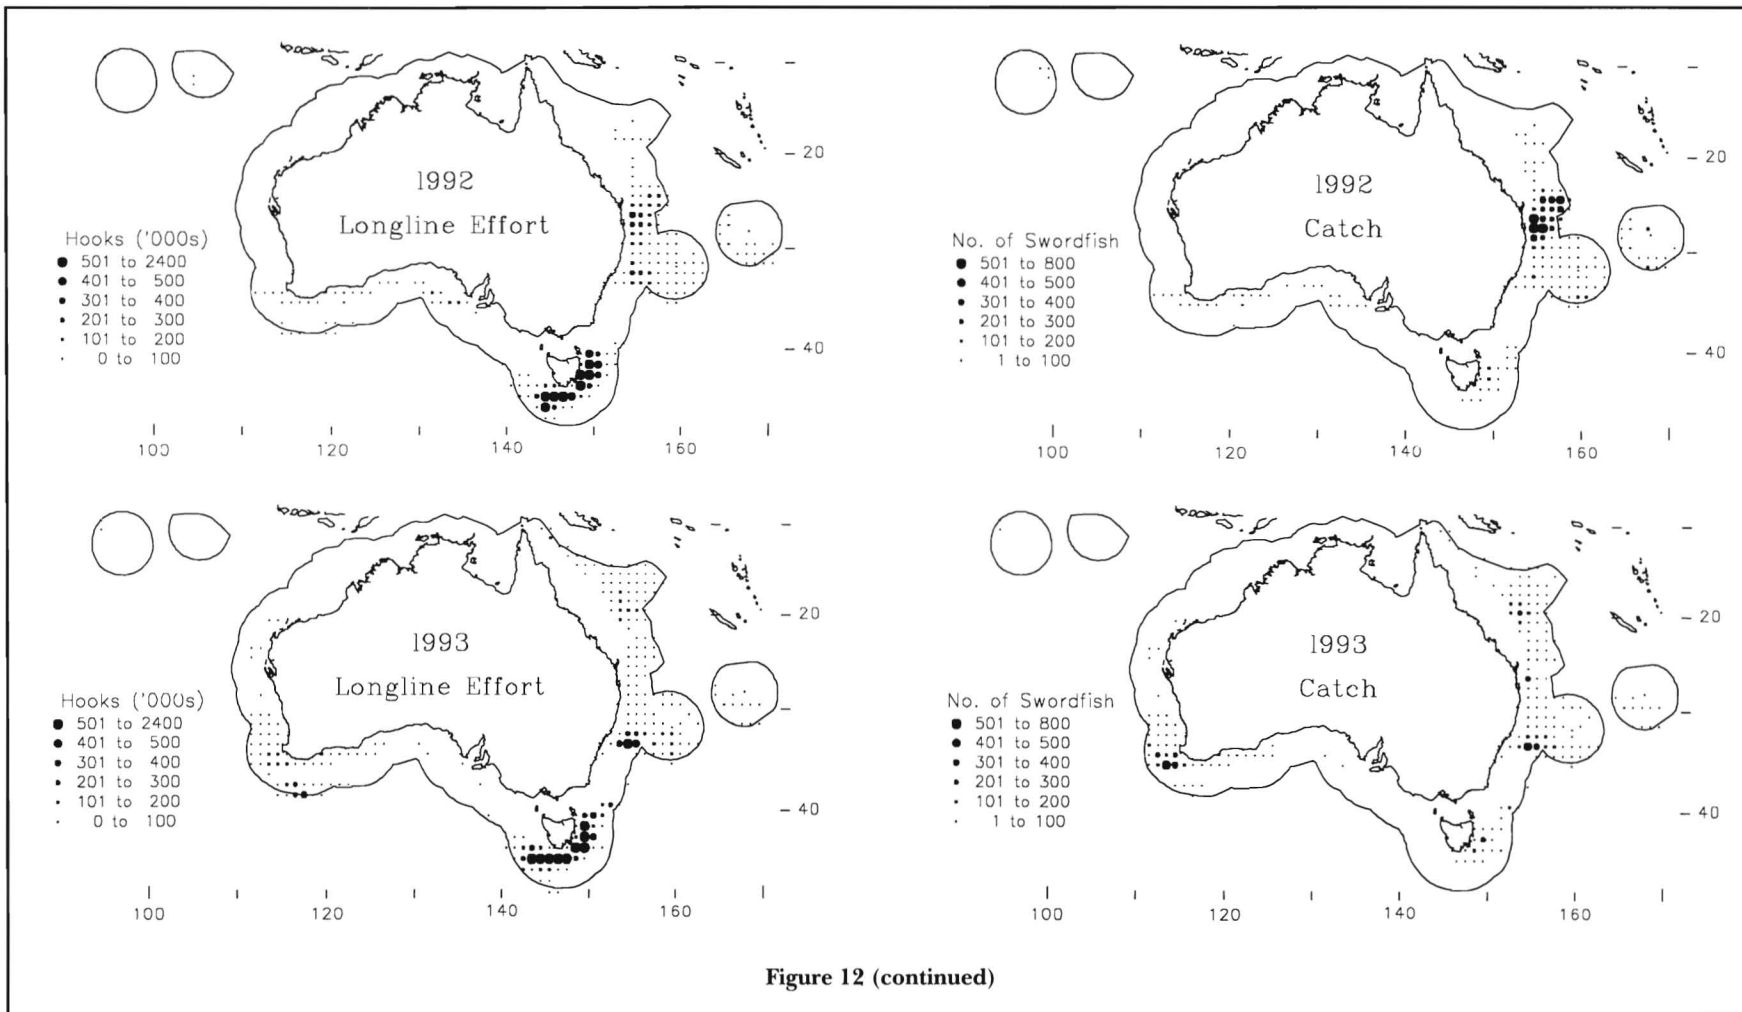 1992
Longline Effort
Hooks ('000s)
501 to 2400
401 to 500
301 to 400
201 to 300
101 to 200
0 to 100
– 20
– 40
100
120
140
160
1992
Catch
No. of Swordfish
501 to 800
401 to 500
301 to 400
201 to 300
101 to 200
1 to 100
– 20
– 40
100
120
140
160
1993
Longline Effort
Hooks ('000s)
501 to 2400
401 to 500
301 to 400
201 to 300
101 to 200
0 to 100
– 20
– 40
100
120
140
160
1993
Catch
No. of Swordfish
501 to 800
401 to 500
301 to 400
201 to 300
101 to 200
1 to 100
– 20
– 40
100
120
140
160
Figure 12 (continued)